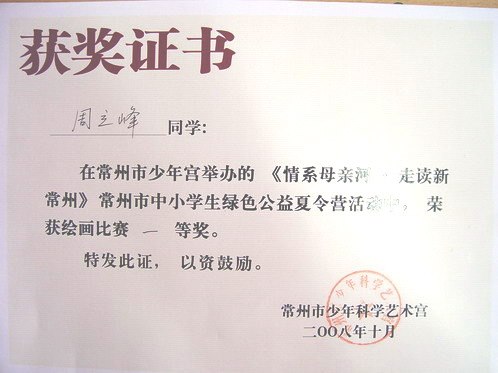 获奖证书
周立峰 同学:
在常州市少年宫举办的 《情系母亲河 · 走读新
常州》 常州市中小学生绿色公益夏令营活动中, 荣
获绘画比赛 一 等奖。
特发此证, 以资鼓励。
常州市少年科学艺术宫
二〇〇八年十月